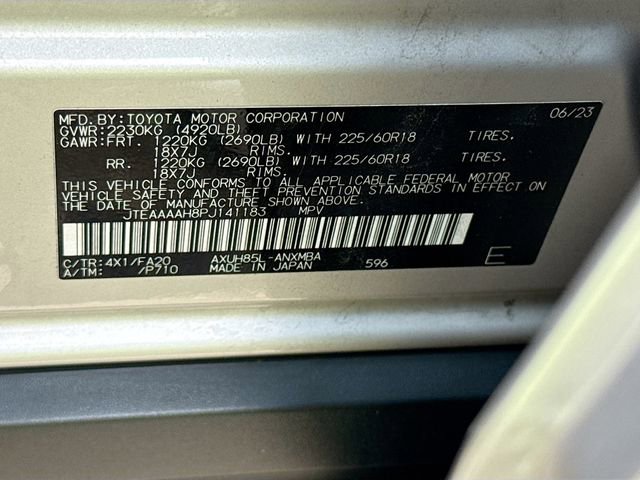 MFD.BY:TOYOTA MOTOR CORPORATION 06/23
GVWR:2230KG (4920LB)
GAWR:FRT. 1220KG (2690LB) WITH 225/60R18 TIRES.
18X7J RIMS.
RR. 1220KG (2690LB) WITH 225/60R18 TIRES.
18X7J RIMS.
THIS VEHICLE CONFORMS TO ALL APPLICABLE FEDERAL MOTOR
VEHICLE SAFETY AND THEFT PREVENTION STANDARDS IN EFFECT ON
THE DATE OF MANUFACTURE SHOWN ABOVE.
JTEAAAAH8PJ141183 MPV
C/TR:4X1/FA20 AXUH85L-ANXMBA
A/TM: /P710 MADE IN JAPAN 596 E